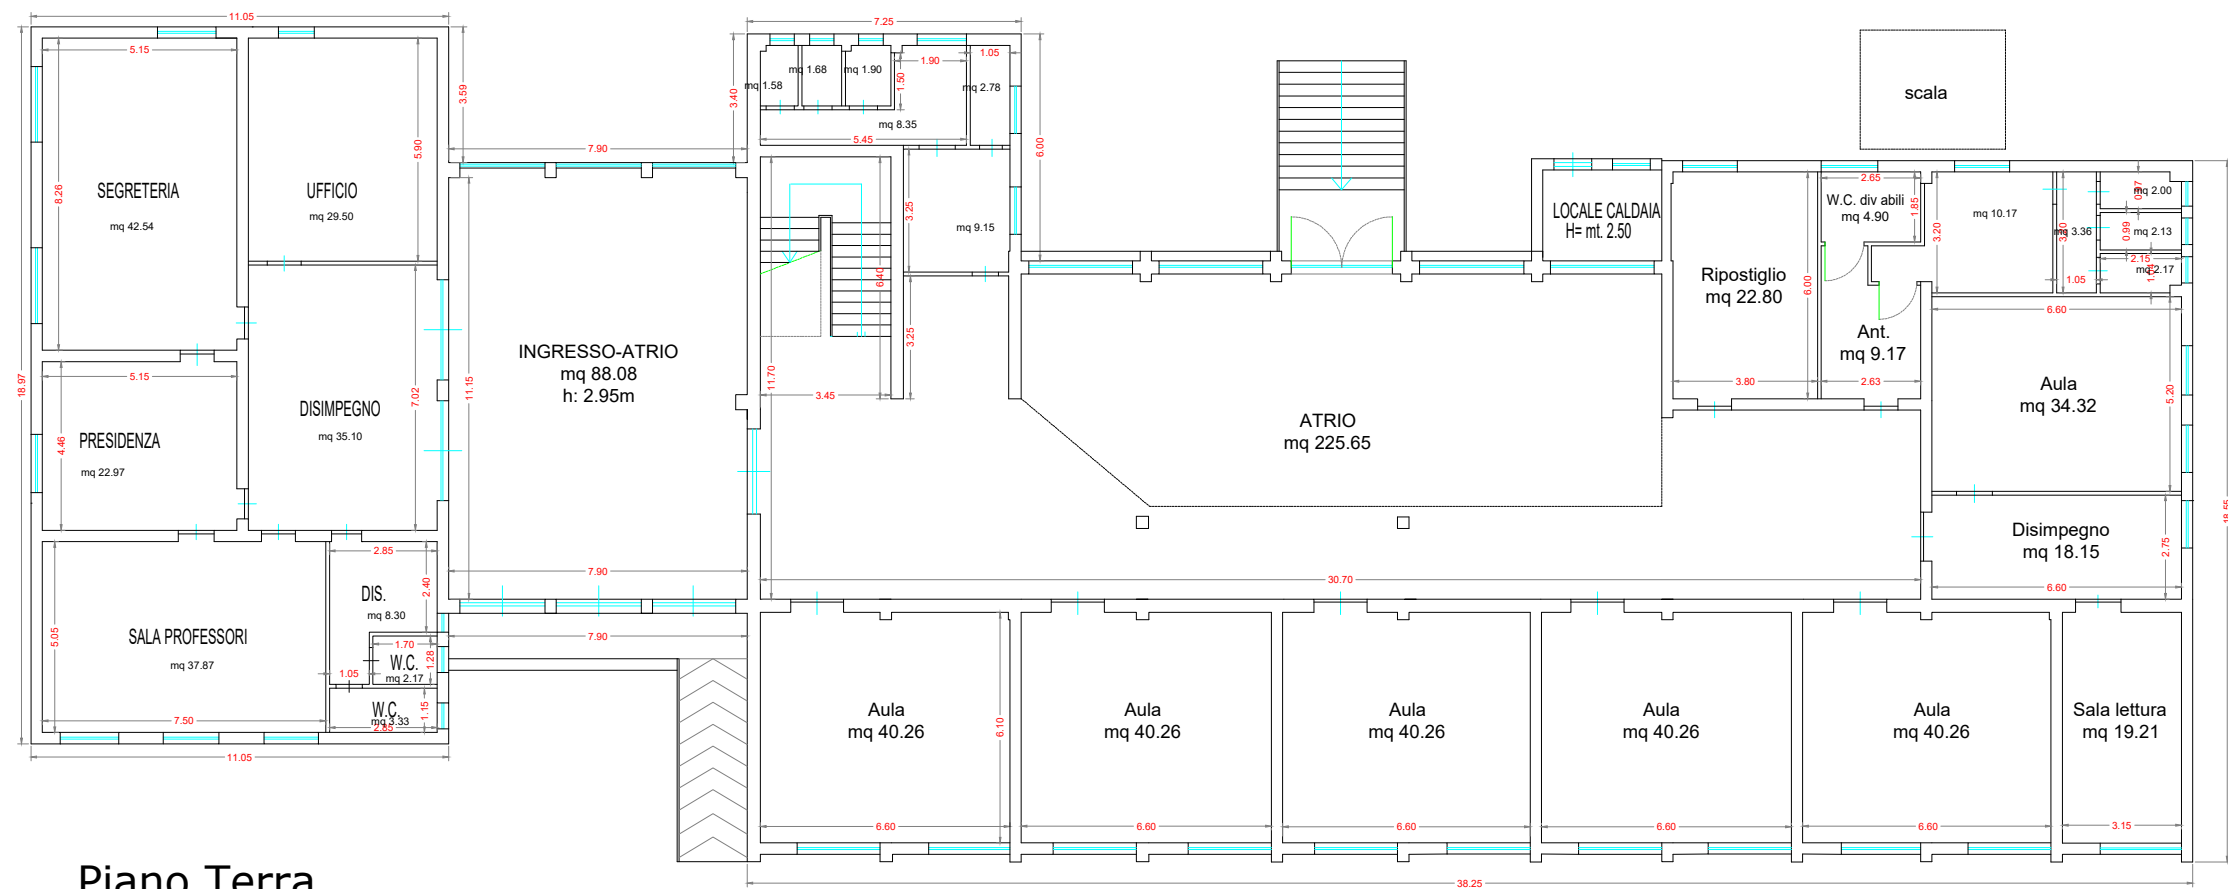 11.05
5.15
8.26
SEGRETERIA
mq 42.54
UFFICIO
mq 29.50
5.90
3.59
18.97
5.15
4.46
PRESIDENZA
mq 22.97
DISIMPEGNO
mq 35.10
7.02
5.05
SALA PROFESSORI
mq 37.87
7.50
2.85
2.40
DIS.
mq 8.30
1.70
1.28
W.C.
mq 2.17
1.05
W.C.
mq 3.33
2.85
1.15
11.05
7.90
11.15
INGRESSO-ATRIO
mq 88.08
h: 2.95m
7.90
7.90
7.25
3.40
mq 1.58
mq 1.68
mq 1.90
1.90
1.50
1.05
mq 2.78
mq 8.35
5.45
6.00
3.25
mq 9.15
6.40
3.25
11.70
3.45
ATRIO
mq 225.65
30.70
LOCALE CALDAIA
H= mt. 2.50
scala
Ripostiglio
mq 22.80
6.00
3.80
2.65
W.C. div abili
mq 4.90
1.85
Ant.
mq 9.17
2.63
3.20
mq 10.17
mq 3.36
1.05
mq 2.00
0.99
mq 2.13
2.15
mq 2.17
6.60
Aula
mq 34.32
5.20
Disimpegno
mq 18.15
2.75
6.60
18.55
Aula
mq 40.26
6.10
6.60
Aula
mq 40.26
6.60
Aula
mq 40.26
6.60
Aula
mq 40.26
6.60
Aula
mq 40.26
6.60
Sala lettura
mq 19.21
3.15
38.25
Piano Terra